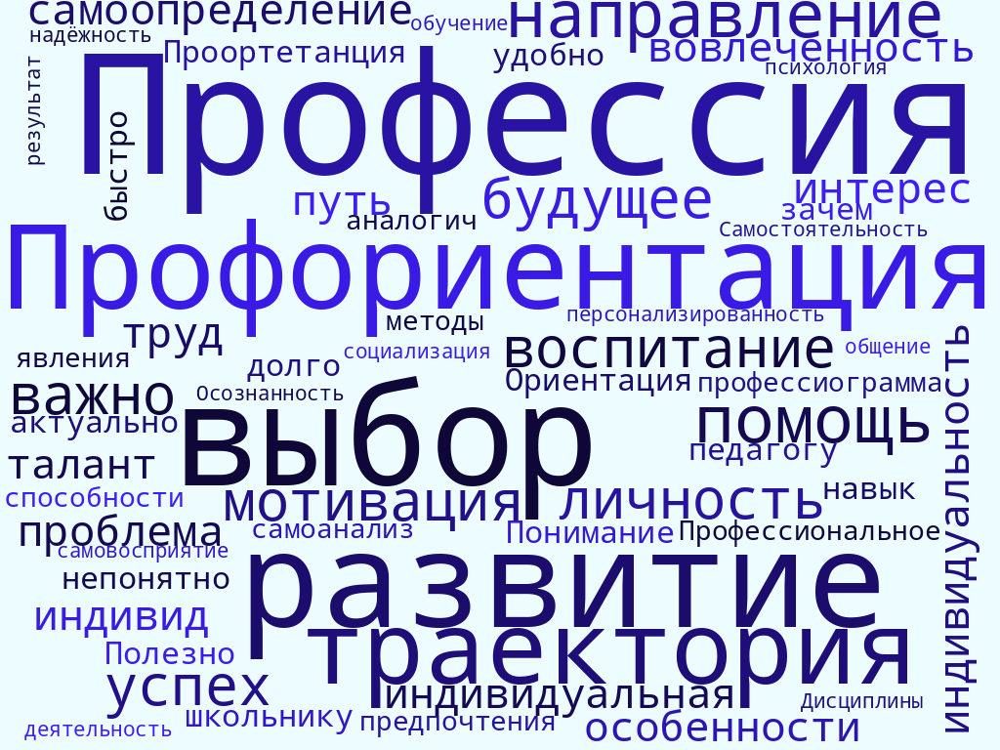 самоопределение
обучение
направление
надёжность
Проортетанция
удобно
вовлеченность
психология
результат
Профессия
быстро
путь
будущее
интерес
зачем
аналогич
Самостоятельность
Профориентация
персонализированность
методы
труд
явления
социализация
воспитание
общение
долго
Ориентация
профессиограмма
важно
Осознанность
выбор
актуально
помощь
педагогу
индивидуальность
талант
способности
мотивация
личность
навык
проблема
самоанализ
Понимание
Профессиональное
самовосприятие
непонятно
развитие
индивид
траектория
Полезно
успех
индивидуальная
Дисциплины
школьнику
предпочтения
особенности
деятельность